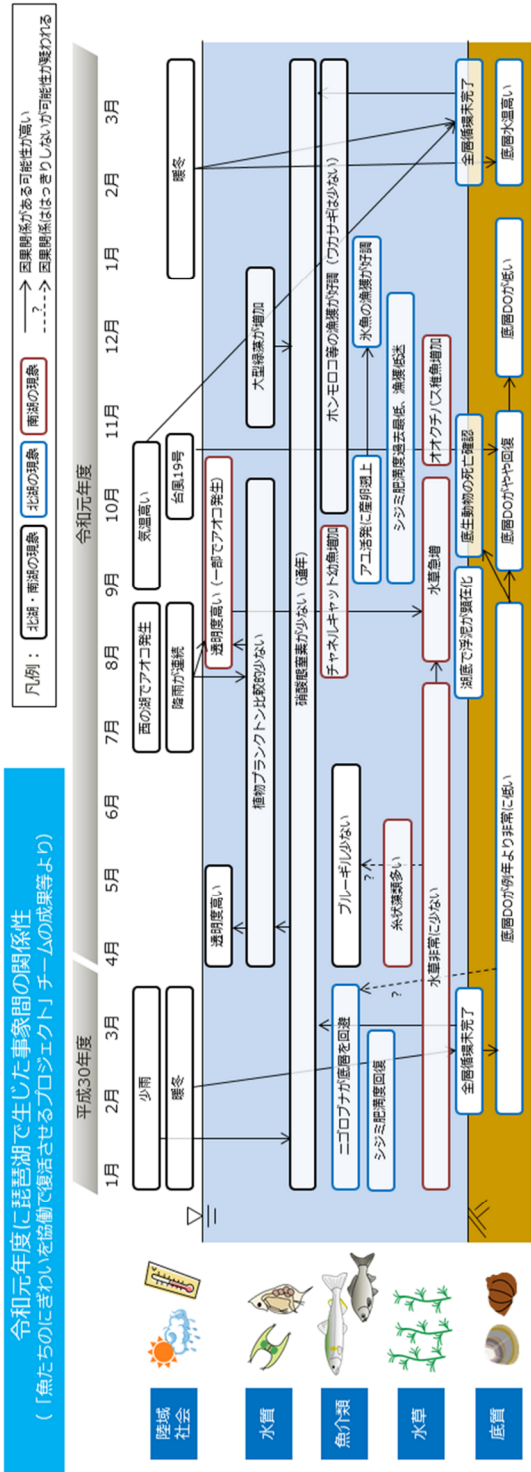 令和元年度に琵琶湖で生じた事象間の関係性
(「魚たちのにぎわいを協働で復活させるプロジェクト」チームの成果等より)
凡例：
北湖・南湖の現象
北湖の現象
南湖の現象
因果関係がある可能性が高い
?
因果関係ははっきりしないが可能性が疑われる
平成30年度
令和元年度
1月
2月
3月
4月
5月
6月
7月
8月
9月
10月
11月
12月
1月
2月
3月
陸域
社会
少雨
西の湖でアオコ発生
気温高い
暖冬
降雨が連続
台風19号
暖冬
水質
透明度高い
透明度高い（一部でアオコ発生）
植物プランクトン比較的少ない
大型緑藻が増加
硝酸態窒素が少ない（通年）
魚介類
ニゴロブナが底層を回避
ブルーギル少ない
チャネルキャット幼魚増加
ホンモロコ等の漁獲が好調（ワカサギは少ない）
シジミ肥満度回復
アユ活発に産卵遡上
氷魚の漁獲が好調
シジミ肥満度過去最低、漁獲低迷
?
?
水草
糸状藻類多い
水草非常に少ない
水草急増
オオクチバス稚魚増加
底質
全層循環未完了
湖底で浮泥が顕在化
底生動物の死亡確認
全層循環未完了
底層DOが例年より非常に低い
底層DOがやや回復
底層DOが低い
底層水温高い